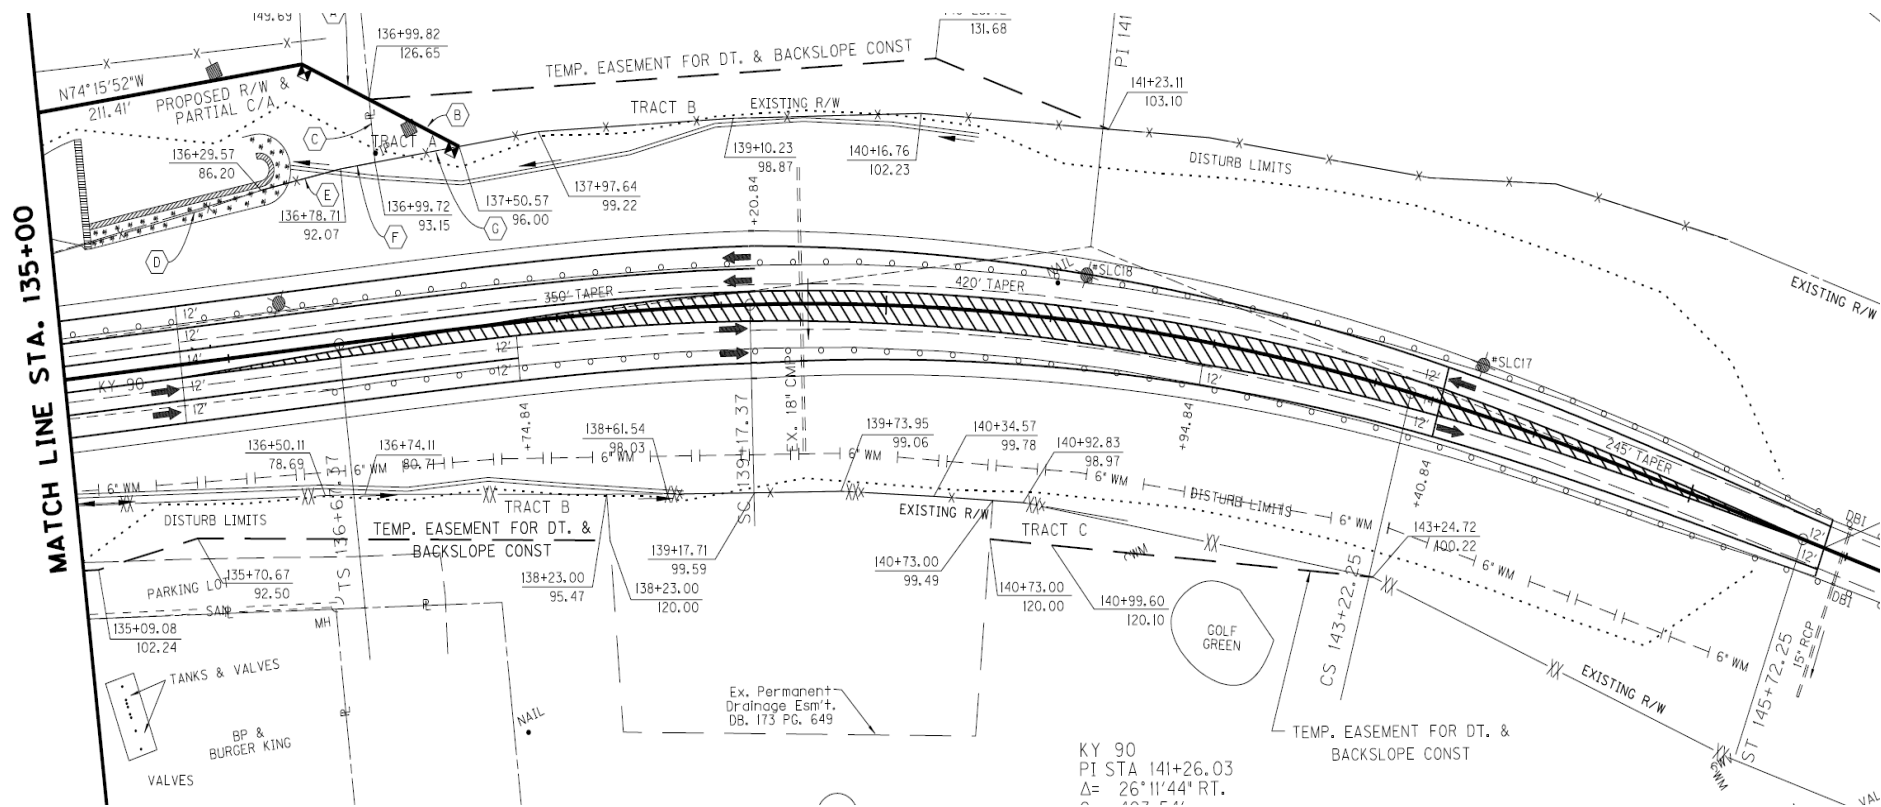 MATCH LINE STA. 135+00
149.69
A
136+99.82
126.65
131.68
PI 141
TEMP. EASEMENT FOR DT. & BACKSLOPE CONST
141+23.11
103.10
N74°15'52"W
211.41'
PROPOSED R/W &
PARTIAL C/A
TRACT B
EXISTING R/W
B
C
TRACT A
136+29.57
86.20
139+10.23
98.87
140+16.76
102.23
DISTURB LIMITS
E
136+78.71
92.07
136+99.72
93.15
137+50.57
96.00
137+97.64
99.22
+20.84
F
G
D
NAIL
#SLC18
EXISTING R/W
350' TAPER
420' TAPER
12'
12'
14'
12'
12'
12'
12'
KY 90
EX. 18" CMP
#SLC17
12'
12'
14'
12'
245' TAPER
+74.84
+94.84
+40.84
136+50.11
78.69
136+74.11
80.71
138+61.54
98.03
139+73.95
99.06
140+34.57
99.78
140+92.83
98.97
6" WM
6" WM
6" WM
6" WM
6" WM
6" WM
6" WM
6" WM
DISTURB LIMITS
TRACT B
TEMP. EASEMENT FOR DT. &
BACKSLOPE CONST
SC 139+17.37
EXISTING R/W
DISTURB LIMITS
TRACT C
WM
143+24.72
100.22
DBI
12'
12'
DBI
139+17.71
99.59
140+73.00
99.49
PARKING LOT
135+70.67
92.50
138+23.00
95.47
138+23.00
120.00
140+73.00
120.00
140+99.60
120.10
SAN
MH
135+09.08
102.24
GOLF
GREEN
CS 143+22.25
15" RCP
EXISTING R/W
ST 145+72.25
TANKS & VALVES
Ex. Permanent
Drainage Esm't.
DB. 173 PG. 649
NAIL
BP &
BURGER KING
VALVES
TEMP. EASEMENT FOR DT. &
BACKSLOPE CONST
6"WM
KY 90
PI STA 141+26.03
Δ= 26°11'44" RT.